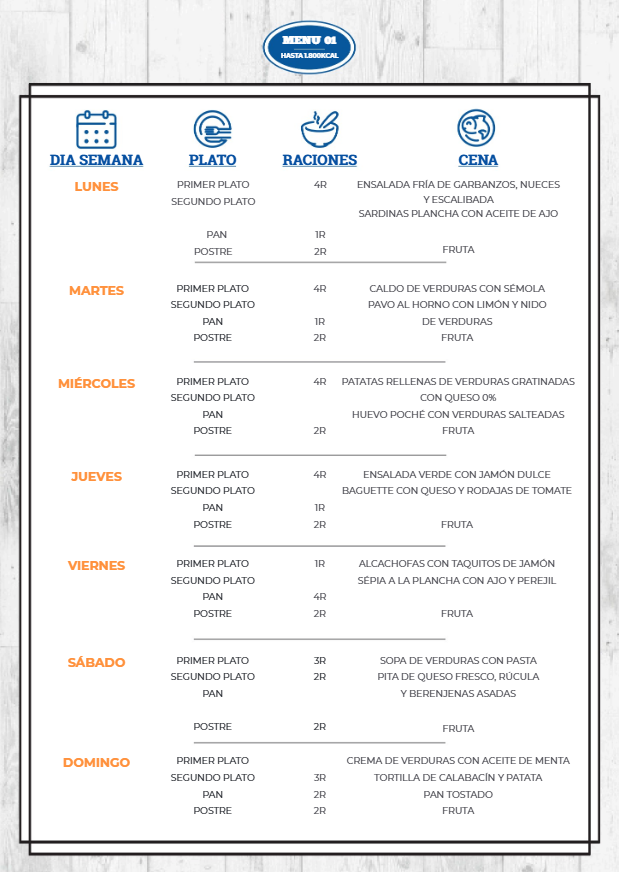 MENU 01
HASTA 1.800KCAL
DIA SEMANA PLATO RACIONES CENA
LUNES PRIMER PLATO 4R ENSALADA FRÍA DE GARBANZOS, NUECES
SEGUNDO PLATO Y ESCALIBADA
SARDINAS PLANCHA CON ACEITE DE AJO
PAN 1R
POSTRE 2R FRUTA
MARTES PRIMER PLATO 4R CALDO DE VERDURAS CON SÉMOLA
SEGUNDO PLATO PAVO AL HORNO CON LIMÓN Y NIDO
PAN 1R DE VERDURAS
POSTRE 2R FRUTA
MIÉRCOLES PRIMER PLATO 4R PATATAS RELLENAS DE VERDURAS GRATINADAS
SEGUNDO PLATO CON QUESO 0%
PAN HUEVO POCHÉ CON VERDURAS SALTEADAS
POSTRE 2R FRUTA
JUEVES PRIMER PLATO 4R ENSALADA VERDE CON JAMÓN DULCE
SEGUNDO PLATO BAGUETTE CON QUESO Y RODAJAS DE TOMATE
PAN 1R
POSTRE 2R FRUTA
VIERNES PRIMER PLATO 1R ALCACHOFAS CON TAQUITOS DE JAMÓN
SEGUNDO PLATO SÉPIA A LA PLANCHA CON AJO Y PEREJIL
PAN 4R
POSTRE 2R FRUTA
SÁBADO PRIMER PLATO 3R SOPA DE VERDURAS CON PASTA
SEGUNDO PLATO 2R PITA DE QUESO FRESCO, RÚCULA
PAN Y BERENJENAS ASADAS
POSTRE 2R FRUTA
DOMINGO PRIMER PLATO CREMA DE VERDURAS CON ACEITE DE MENTA
SEGUNDO PLATO 3R TORTILLA DE CALABACÍN Y PATATA
PAN 2R PAN TOSTADO
POSTRE 2R FRUTA